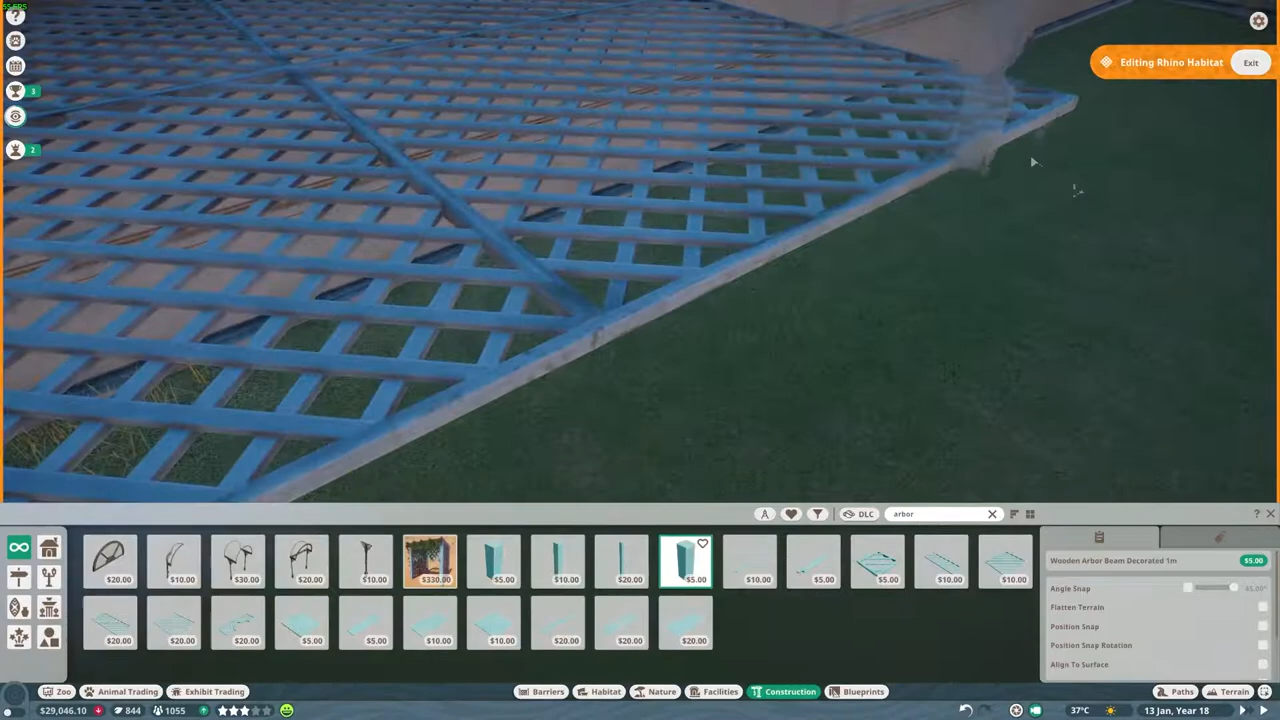 55 FPS
?
Editing Rhino Habitat Exit
3
2
DLC arbor ? 
$20.00 $10.00 $30.00 $20.00 $10.00 $330.00 $5.00 $10.00 $20.00 $5.00 $10.00 $5.00 $5.00 $10.00 $10.00
$20.00 $20.00 $20.00 $5.00 $5.00 $10.00 $10.00 $20.00 $20.00 $20.00
Wooden Arbor Beam Decorated 1m $5.00
Angle Snap 45.00°
Flatten Terrain
Position Snap
Position Snap Rotation
Align To Surface
Zoo Animal Trading Exhibit Trading Barriers Habitat Nature Facilities Construction Blueprints Paths Terrain
$29,046.10 844 1055 37°C 13 Jan, Year 18